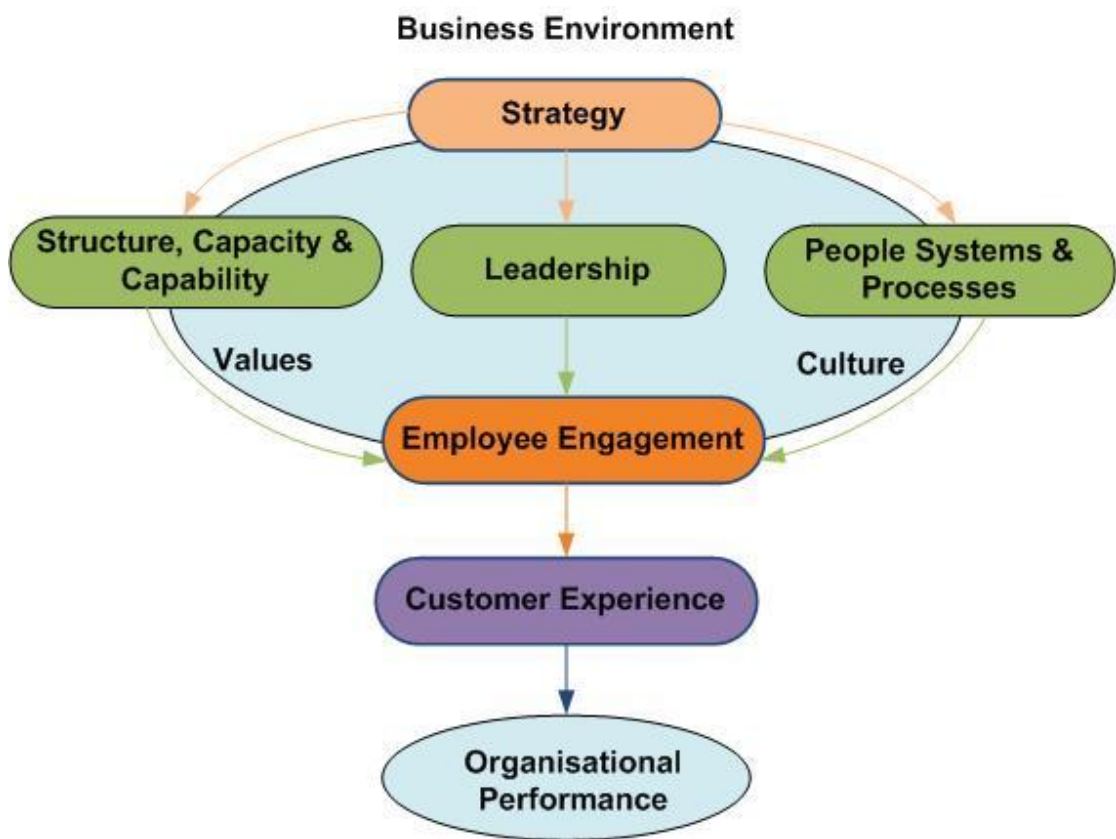 Business Environment
Strategy
Structure, Capacity &
Capability
Leadership
People Systems &
Processes
Values
Culture
Employee Engagement
Customer Experience
Organisational
Performance